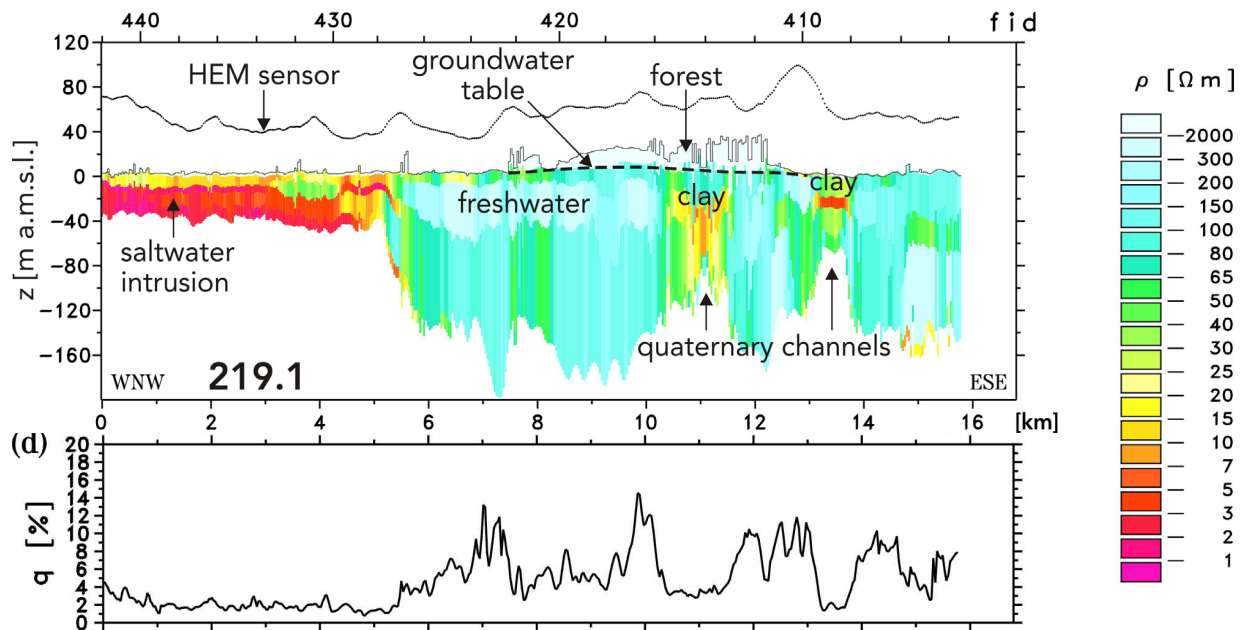 440 430 420 410 fid
120
80
40
0
−40
−80
−120
−160
z [m a.m.s.l.]
HEM sensor
groundwater
table
forest
saltwater
intrusion
freshwater
clay
clay
quaternary channels
WNW
219.1
ESE
0 2 4 6 8 10 12 14 16 [km]
(d)
20
18
16
14
12
10
8
6
4
2
0
q [%]
ρ [Ω m]
2000
300
200
150
100
80
65
50
40
30
25
20
15
10
7
5
3
2
1